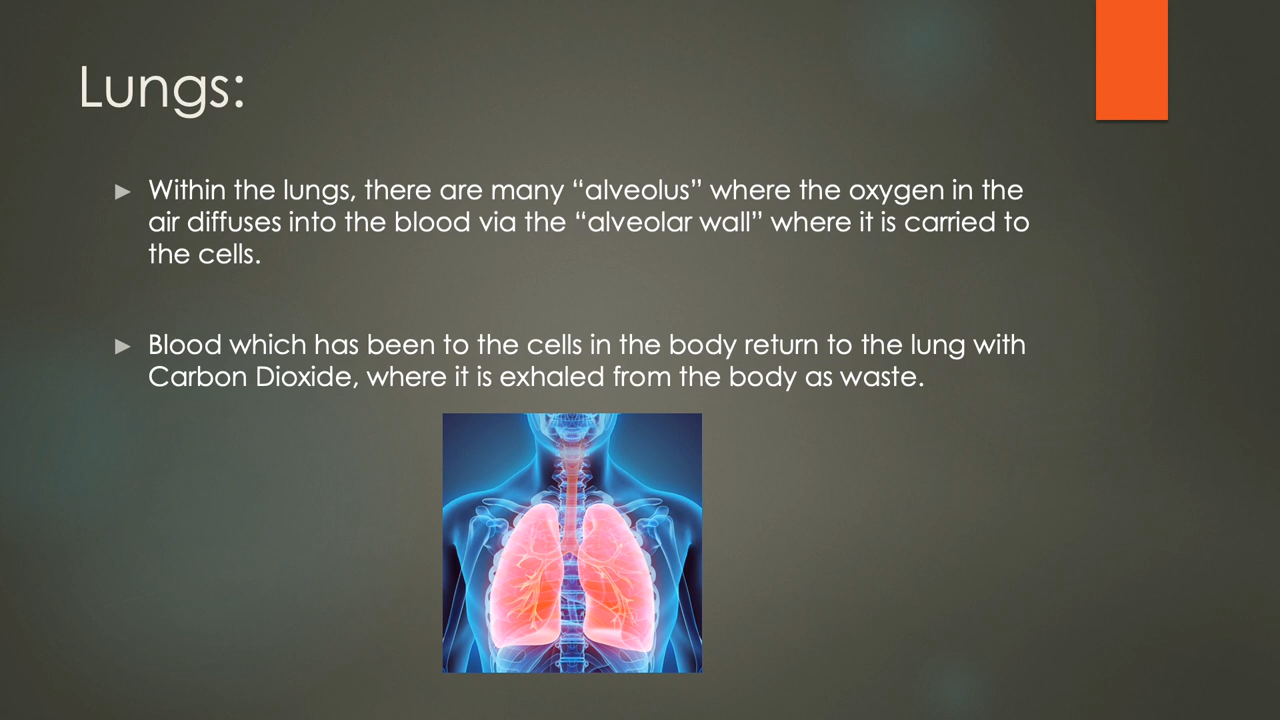 Lungs:
Within the lungs, there are many “alveolus” where the oxygen in the
air diffuses into the blood via the “alveolar wall” where it is carried to
the cells.
Blood which has been to the cells in the body return to the lung with
Carbon Dioxide, where it is exhaled from the body as waste.